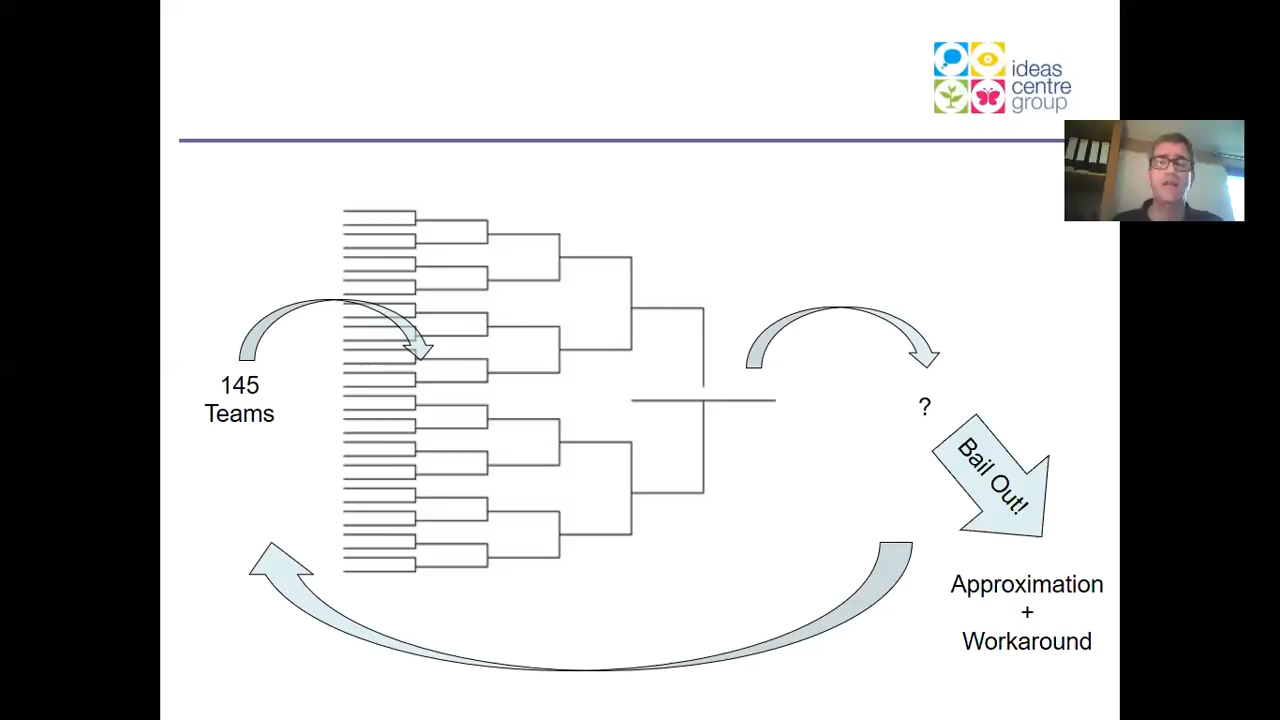 ideas
centre
group
145
Teams
?
Bail Out!
Approximation
+
Workaround